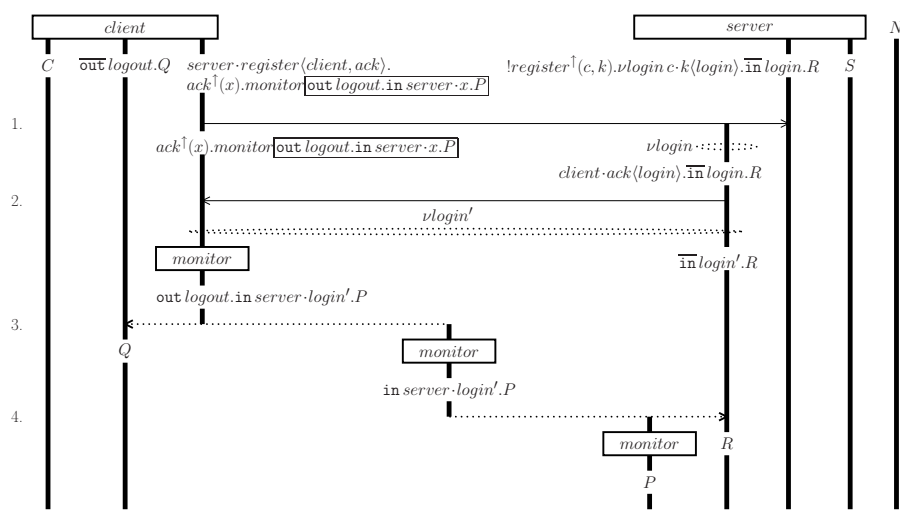 client server N
C out logout.Q server·register⟨client, ack⟩. !register↑(c, k).νlogin c·k⟨login⟩.in login.R S
ack↑(x).monitor out logout.in server·x.P
1.
ack↑(x).monitor out logout.in server·x.P νlogin
client·ack⟨login⟩.in login.R
2.
νlogin′
monitor in login′.R
out logout.in server·login′.P
3.
Q monitor
in server·login′.P
4.
monitor R
P